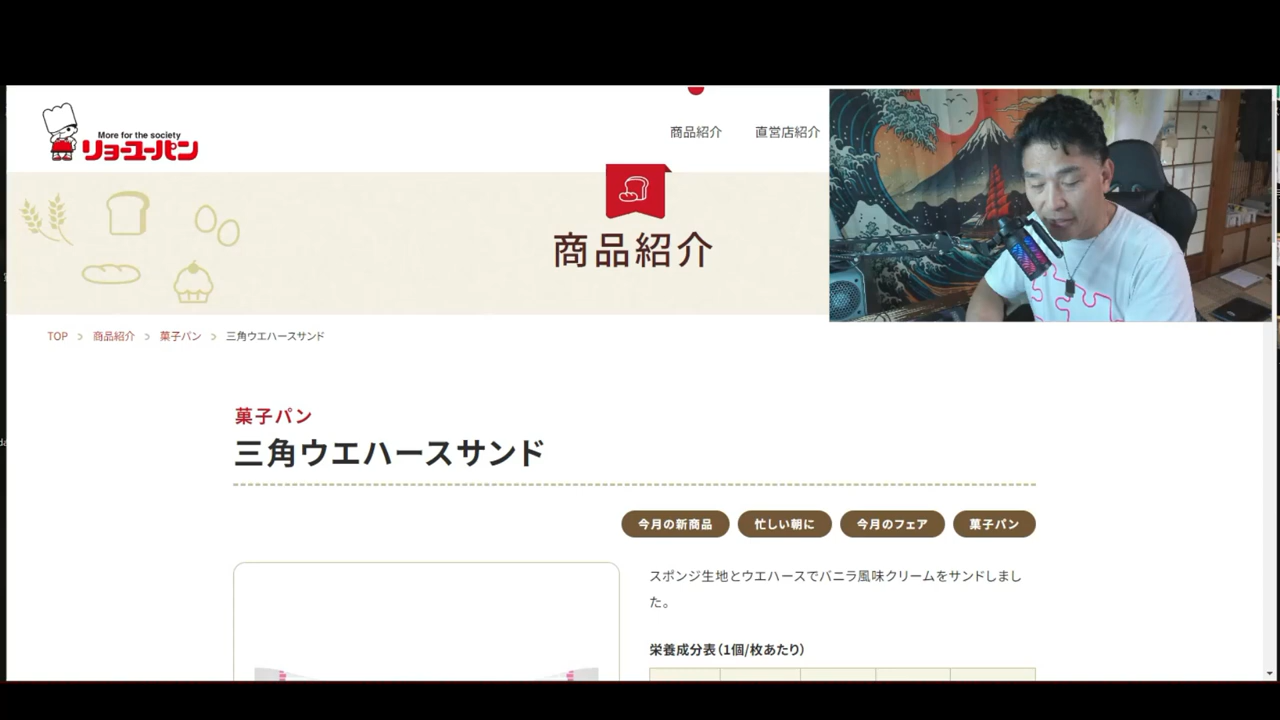 More for the society
リョーユーパン
商品紹介
直営店紹介
商品紹介
TOP
商品紹介
菓子パン
三角ウエハースサンド
菓子パン
三角ウエハースサンド
今月の新商品
忙しい朝に
今月のフェア
菓子パン
スポンジ生地とウエハースでバニラ風味クリームをサンドしまし
た。
栄養成分表（1個/枚あたり）